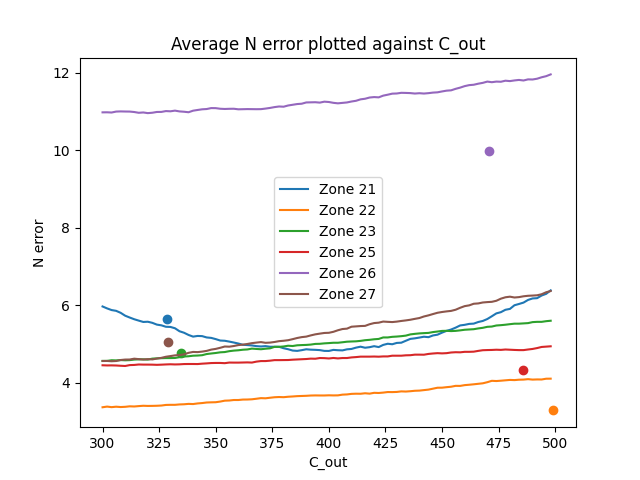 Average N error plotted against C_out
12
10
8
6
4
N error
Zone 21
Zone 22
Zone 23
Zone 25
Zone 26
Zone 27
300 325 350 375 400 425 450 475 500
C_out